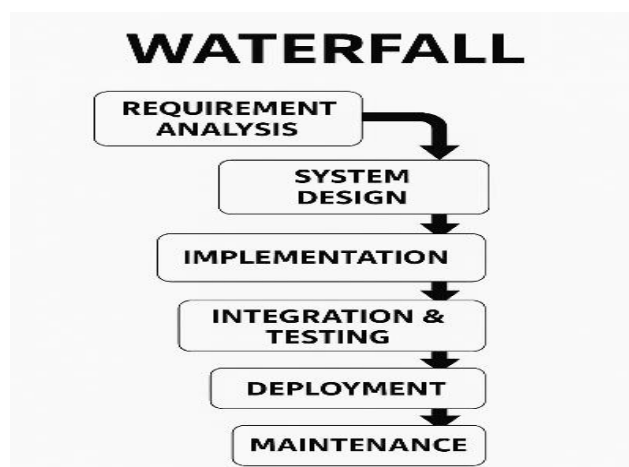 WATERFALL
REQUIREMENT
ANALYSIS
SYSTEM
DESIGN
IMPLEMENTATION
INTEGRATION &
TESTING
DEPLOYMENT
MAINTENANCE